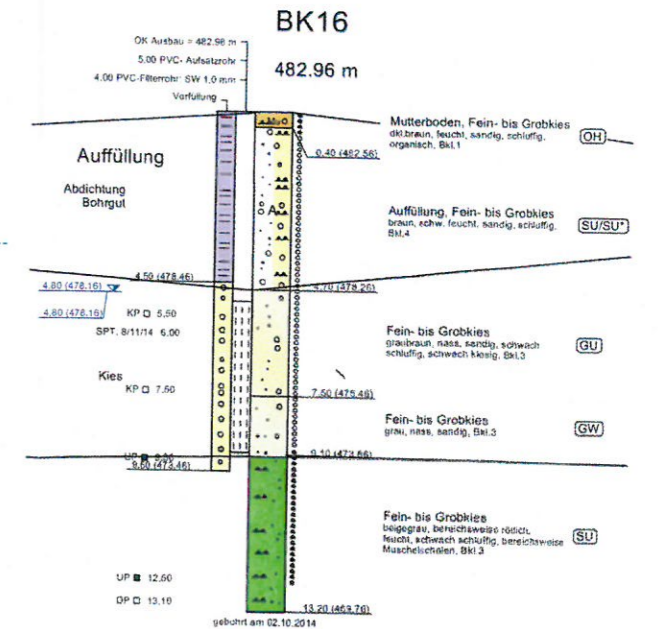 BK16
OK Ausbau = 482.96 m
5.00 PVC- Aufsatzrohr
4.00 PVC-Filterrohr SW 1,0 mm
482.96 m
Verfüllung
Mutterboden, Fein- bis Grobkies
dkl.braun, feucht, sandig, schluffig,
organisch, Bkl.1
OH
0.40 (482.56)
Auffüllung
Abdichtung
Bohrgut
A
Auffüllung, Fein- bis Grobkies
braun, schw. feucht, sandig, schluffig,
Bkl.4
SU/SU*
4.50 (478.46)
4.70 (478.26)
4.80 (478.16)
4.80 (478.16)
KP 5.50
SPT, 8/11/14 6.00
Fein- bis Grobkies
graubraun, nass, sandig, schwach
schluffig, schwach kiesig, Bkl.3
GU
Kies
KP 7.50
7.50 (475.46)
Fein- bis Grobkies
grau, nass, sandig, Bkl.3
GW
9.10 (473.86)
UP 9.00
9.50 (473.46)
Fein- bis Grobkies
beigegrau, bereichsweise rötlich,
feucht, schwach schluffig, bereichsweise
Muschelschalen, Bkl.3
SU
UP 12.50
DP 13.10
13.20 (469.76)
gebohrt am 02.10.2014